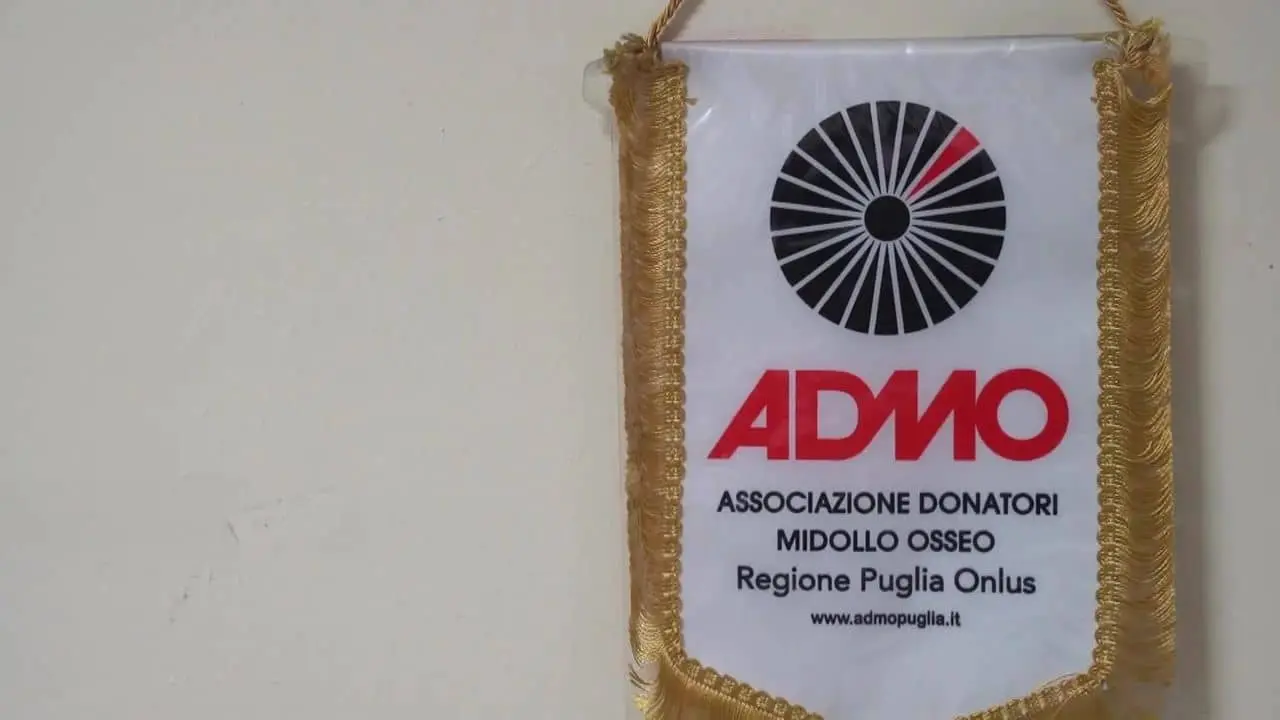 ADMO
ASSOCIAZIONE DONATORI
MIDOLLO OSSEO
Regione Puglia Onlus
www.admopuglia.it